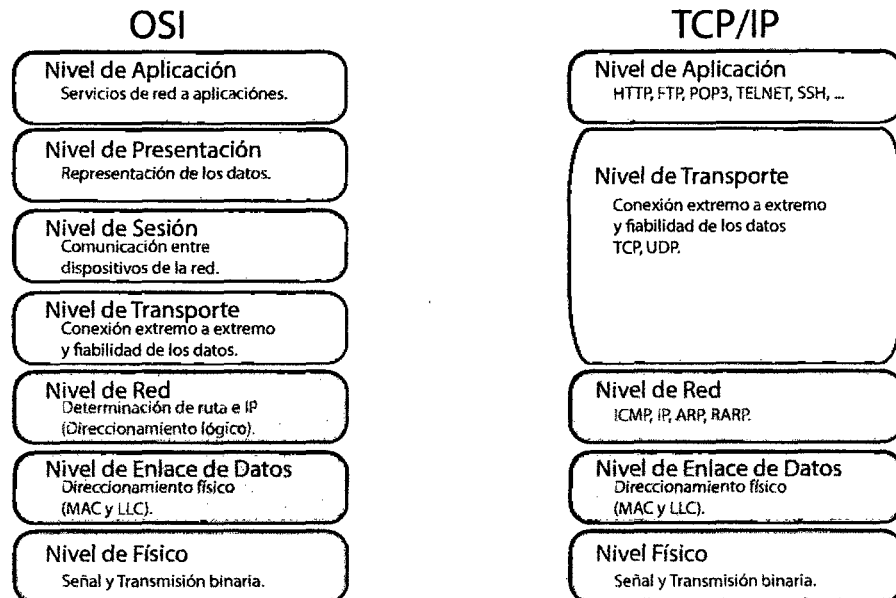 OSI
Nivel de Aplicación
Servicios de red a aplicaciónes.
Nivel de Presentación
Representación de los datos.
Nivel de Sesión
Comunicación entre
dispositivos de la red.
Nivel de Transporte
Conexión extremo a extremo
y fiabilidad de los datos.
Nivel de Red
Determinación de ruta e IP
(Direccionamiento lógico).
Nivel de Enlace de Datos
Direccionamiento físico
(MAC y LLC).
Nivel de Físico
Señal y Transmisión binaria.
TCP/IP
Nivel de Aplicación
HTTP, FTP, POP3, TELNET, SSH, ...
Nivel de Transporte
Conexión extremo a extremo
y fiabilidad de los datos
TCP, UDP.
Nivel de Red
ICMP, IP, ARP, RARP.
Nivel de Enlace de Datos
Direccionamiento físico
(MAC y LLC).
Nivel Físico
Señal y Transmisión binaria.